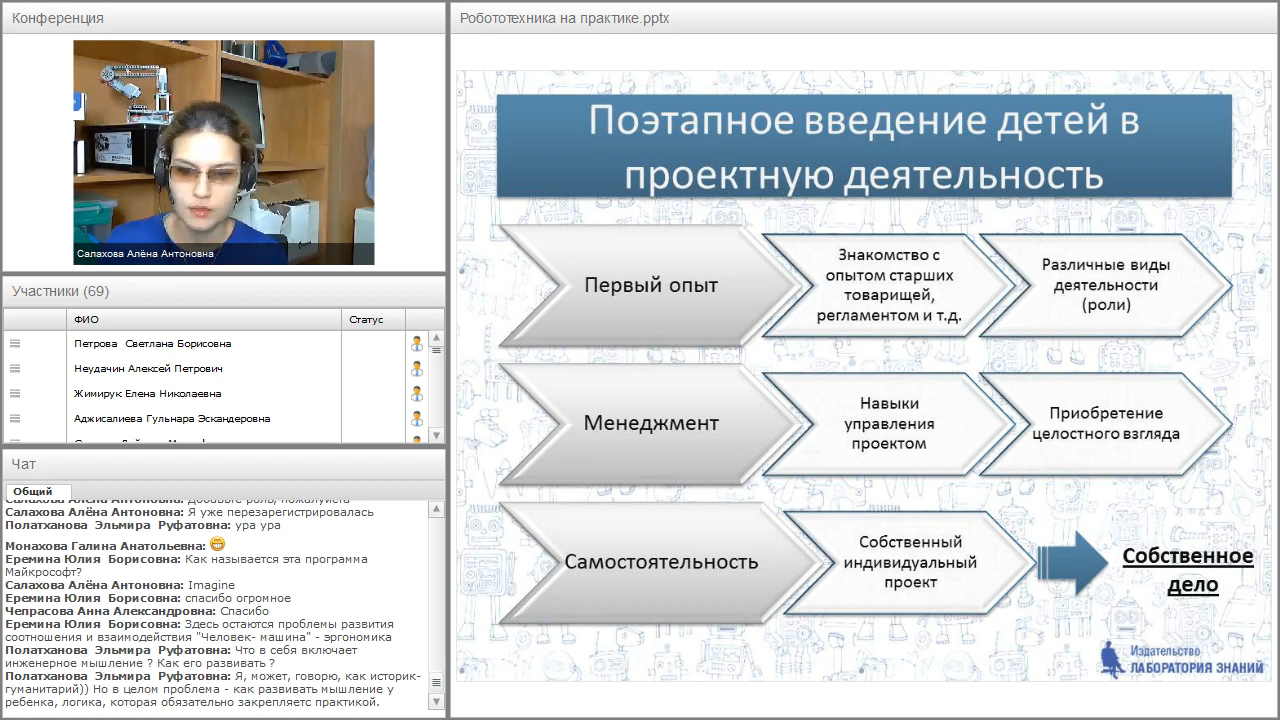 Конференция
Салахова Алёна Антоновна
Участники (69)
ФИО
Статус
Петрова Светлана Борисовна
Неудачин Алексей Петрович
Жимирук Елена Николаевна
Аджисалиева Гульнара Эскандеровна
Чат
Общий
Салахова Алёна Антоновна: Добавьте роль, пожалуйста
Салахова Алёна Антоновна: Я уже перезарегистрировалась
Полатханова Эльмира Руфатовна: ура ура
Монахова Галина Анатольевна:
Еремина Юлия Борисовна: Как называется эта программа
Майкрософт?
Салахова Алёна Антоновна: Imagine
Еремина Юлия Борисовна: спасибо огромное
Чепрасова Анна Александровна: Спасибо
Еремина Юлия Борисовна: Здесь остаются проблемы развития
соотношения и взаимодействия "Человек- машина" - эргономика
Полатханова Эльмира Руфатовна: Что в себя включает
инженерное мышление ? Как его развивать ?
Полатханова Эльмира Руфатовна: Я, может, говорю, как историк-
гуманитарий)) Но в целом проблема - как развивать мышление у
ребенка, логика, которая обязательно закрепляетс практикой.
Робототехника на практике.pptx
Поэтапное введение детей в
проектную деятельность
Первый опыт
Знакомство с
опытом старших
товарищей,
регламентом и т.д.
Различные виды
деятельности
(роли)
Менеджмент
Навыки
управления
проектом
Приобретение
целостного взгляда
Самостоятельность
Собственный
индивидуальный
проект
Собственное
дело
Издательство
ЛАБОРАТОРИЯ ЗНАНИЙ